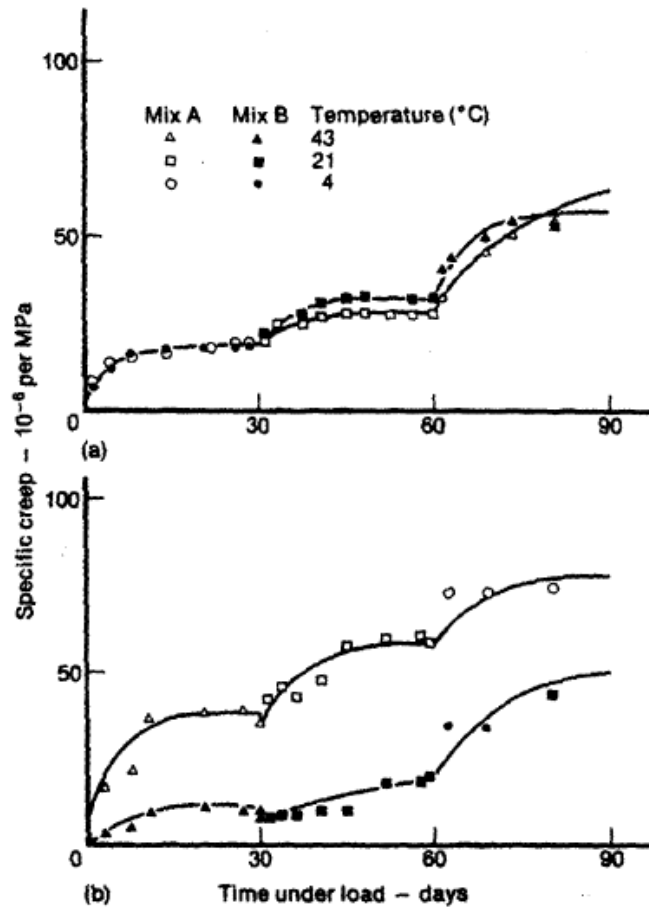 100
Mix A Mix B Temperature (°C)
43
21
4
50
0 30 60 90
(a)
Specific creep – 10⁻⁶ per MPa
100
50
0 30 60 90
(b) Time under load – days